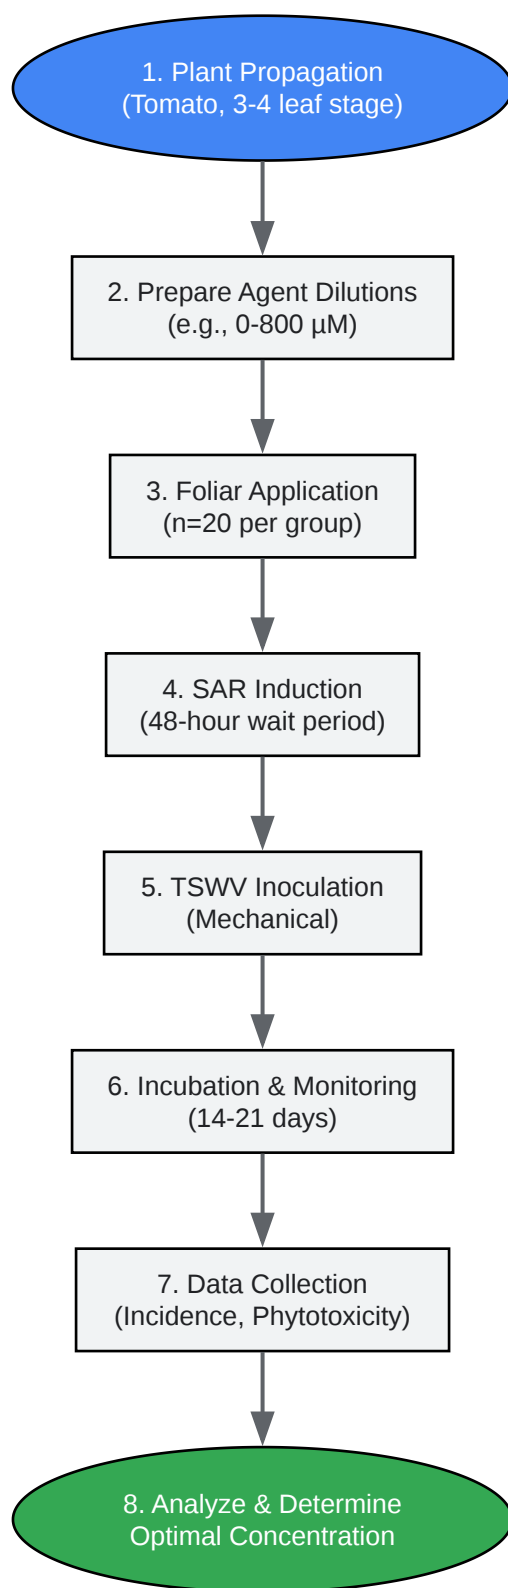 1. Plant Propagation
(Tomato, 3-4 leaf stage)
2. Prepare Agent Dilutions
(e.g., 0-800 µM)
3. Foliar Application
(n=20 per group)
4. SAR Induction
(48-hour wait period)
5. TSWV Inoculation
(Mechanical)
6. Incubation & Monitoring
(14-21 days)
7. Data Collection
(Incidence, Phytotoxicity)
8. Analyze & Determine
Optimal Concentration